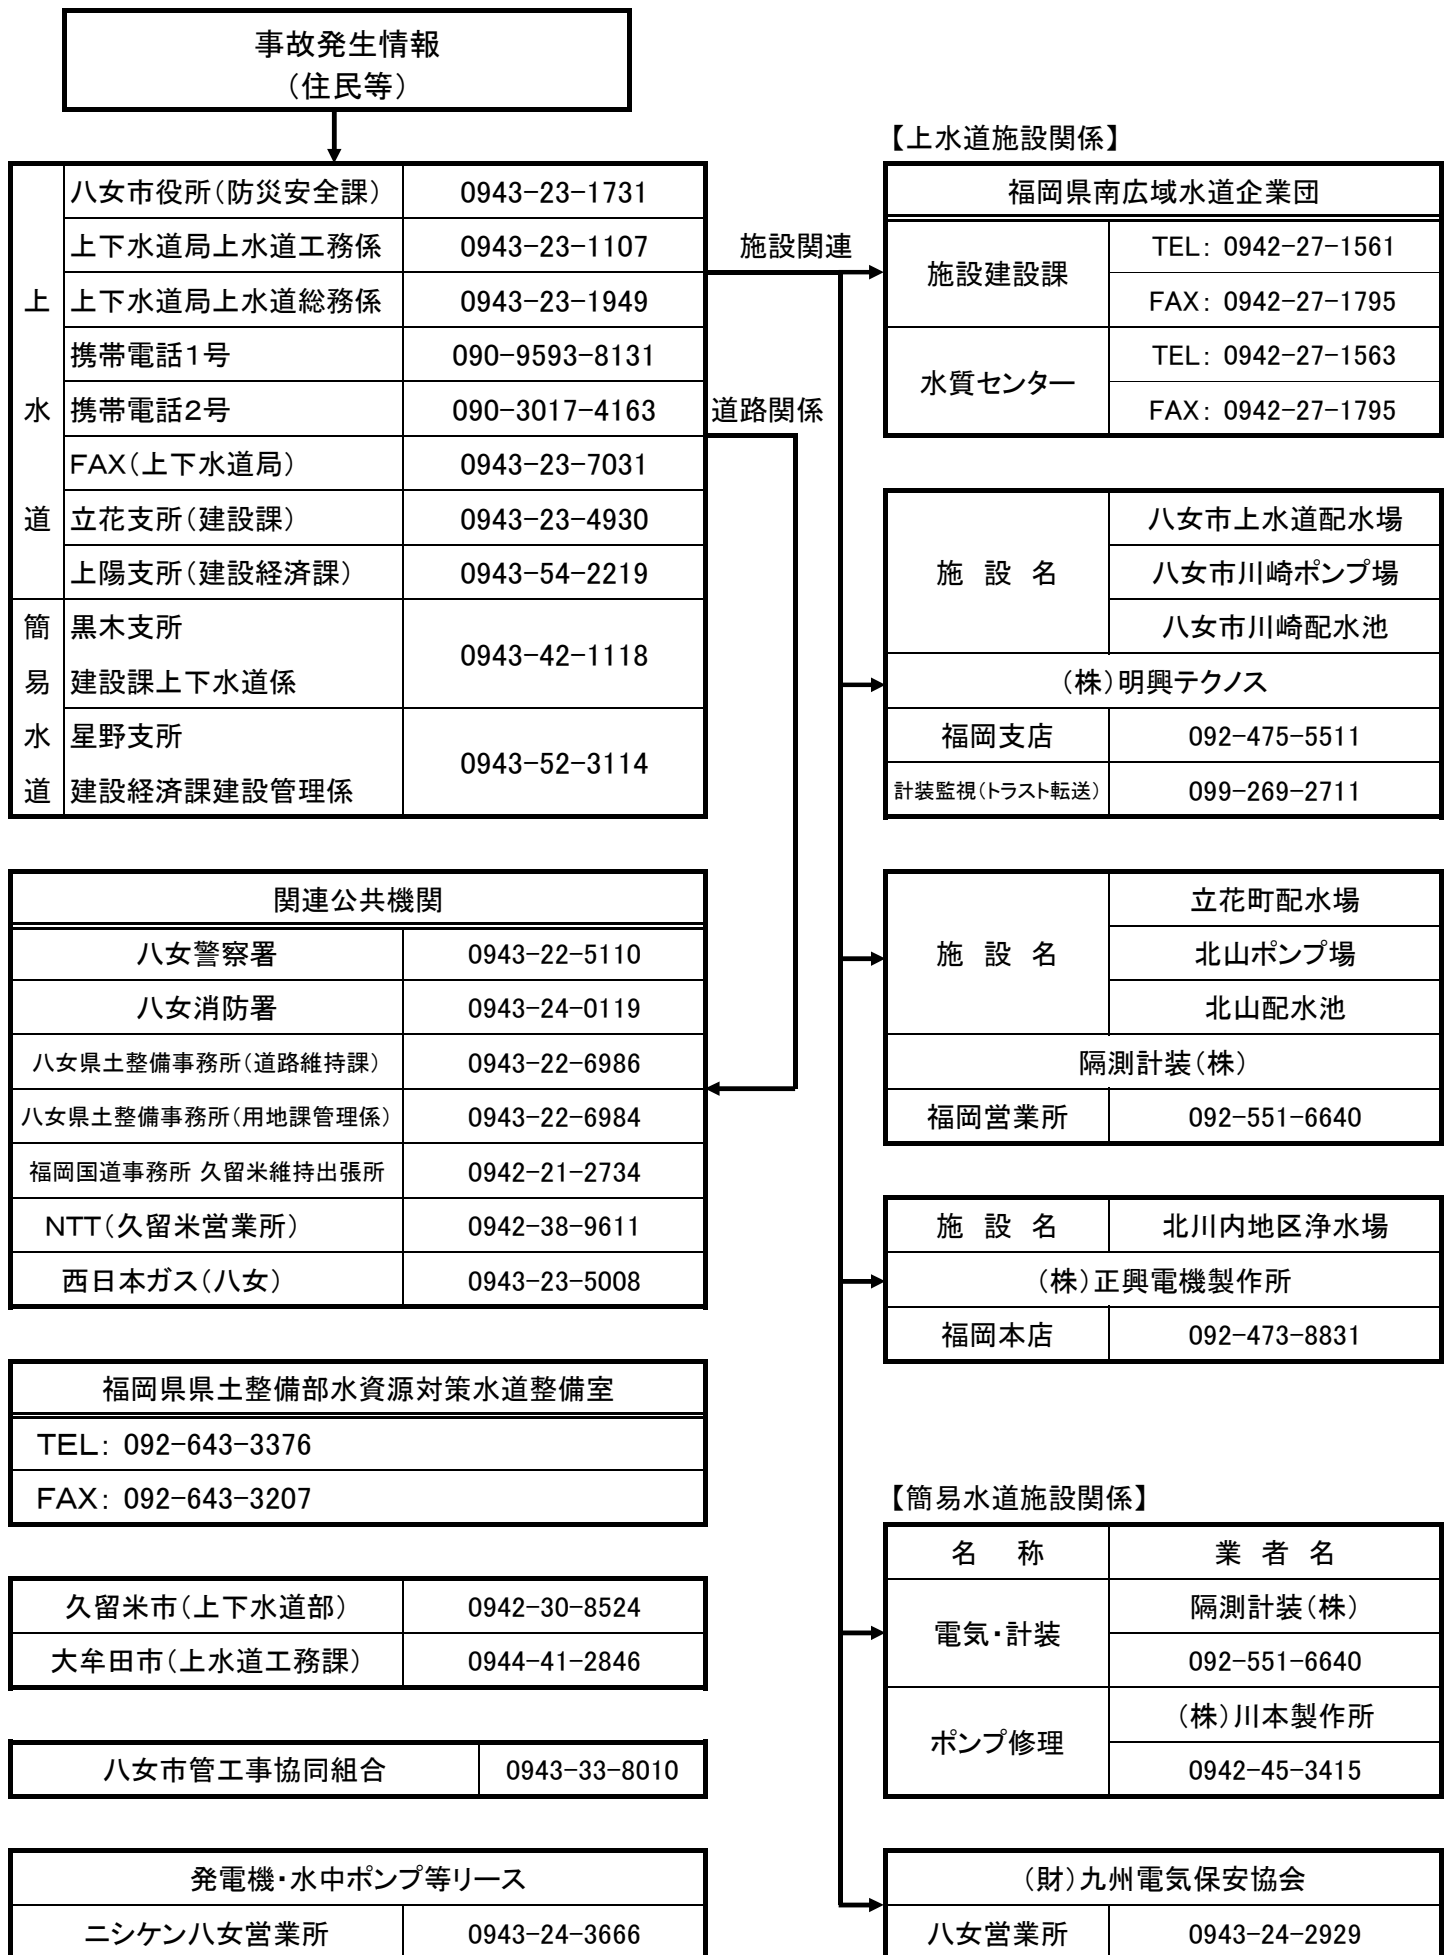 事故発生情報
（住民等）
上水道
八女市役所（防災安全課） 0943-23-1731
上下水道局上水道工務係 0943-23-1107
上下水道局上水道総務係 0943-23-1949
携帯電話１号 090-9593-8131
携帯電話２号 090-3017-4163
FAX（上下水道局） 0943-23-7031
立花支所（建設課） 0943-23-4930
上陽支所（建設経済課） 0943-54-2219
簡易水道
黒木支所
建設課上下水道係
0943-42-1118
星野支所
建設経済課建設管理係
0943-52-3114
施設関連
道路関係
関連公共機関
八女警察署 0943-22-5110
八女消防署 0943-24-0119
八女県土整備事務所（道路維持課） 0943-22-6986
八女県土整備事務所（用地課管理係） 0943-22-6984
福岡国道事務所 久留米維持出張所 0942-21-2734
NTT（久留米営業所） 0942-38-9611
西日本ガス（八女） 0943-23-5008
福岡県県土整備部水資源対策水道整備室
TEL： 092-643-3376
FAX： 092-643-3207
久留米市（上下水道部） 0942-30-8524
大牟田市（上水道工務課） 0944-41-2846
八女市管工事協同組合 0943-33-8010
発電機・水中ポンプ等リース
ニシケン八女営業所 0943-24-3666
【上水道施設関係】
福岡県南広域水道企業団
施設建設課
TEL： 0942-27-1561
FAX： 0942-27-1795
水質センター
TEL： 0942-27-1563
FAX： 0942-27-1795
施 設 名
八女市上水道配水場
八女市川崎ポンプ場
八女市川崎配水池
（株）明興テクノス
福岡支店 092-475-5511
計装監視（トラスト転送） 099-269-2711
施 設 名
立花町配水場
北山ポンプ場
北山配水池
隔測計装（株）
福岡営業所 092-551-6640
施 設 名 北川内地区浄水場
（株）正興電機製作所
福岡本店 092-473-8831
【簡易水道施設関係】
名 称 業 者 名
電気・計装
隔測計装（株）
092-551-6640
ポンプ修理
（株）川本製作所
0942-45-3415
（財）九州電気保安協会
八女営業所 0943-24-2929